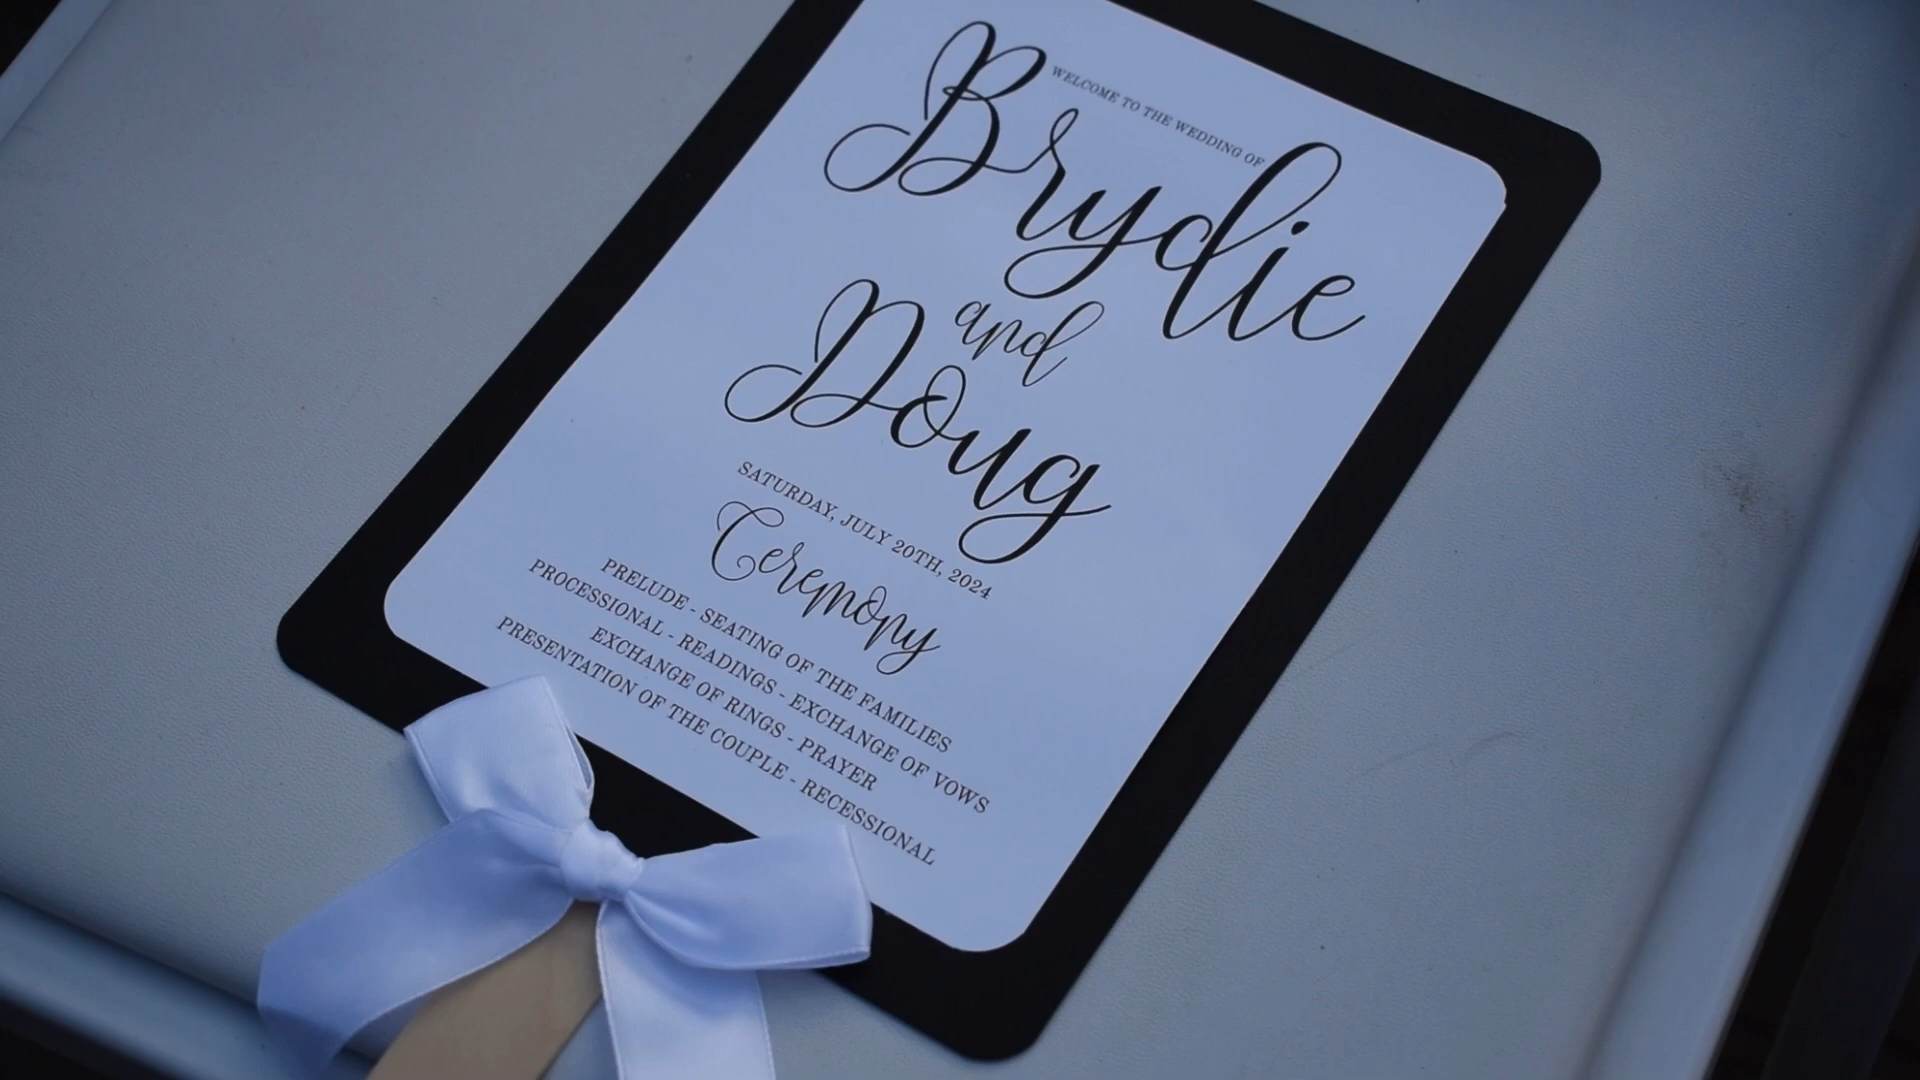 WELCOME TO THE WEDDING OF
Brydie
and
Doug
SATURDAY, JULY 20TH, 2024
Ceremony
PRELUDE - SEATING OF THE FAMILIES
PROCESSIONAL - READINGS - EXCHANGE OF VOWS
EXCHANGE OF RINGS - PRAYER
PRESENTATION OF THE COUPLE - RECESSIONAL